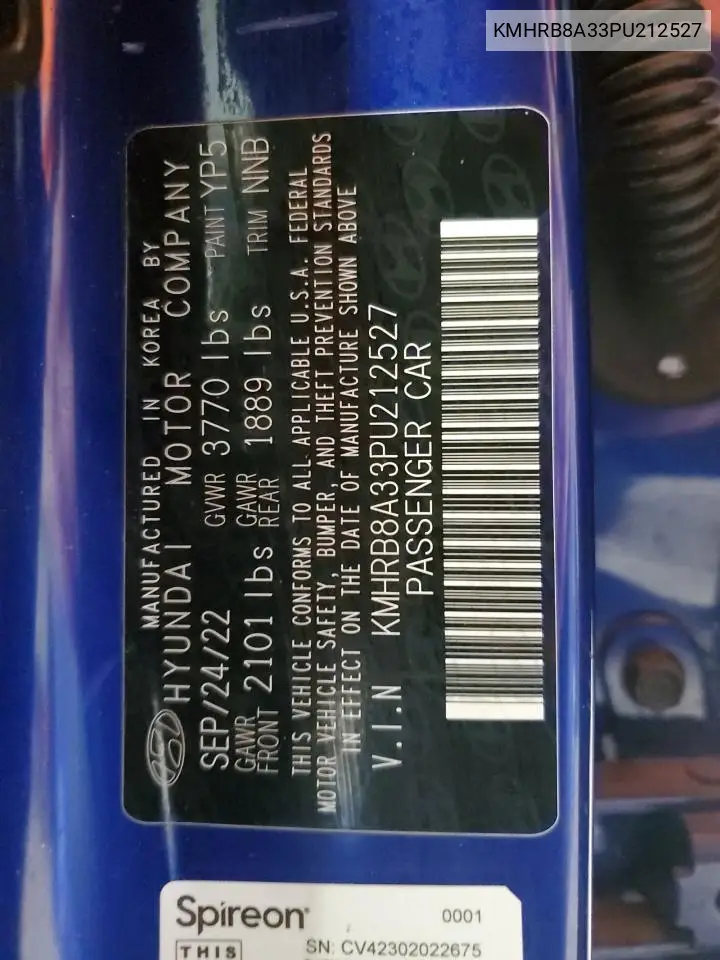 KMHRB8A33PU212527
MANUFACTURED IN KOREA BY
HYUNDAI MOTOR COMPANY
SEP/24/22 GVWR 3770 lbs PAINT YP5
GAWR FRONT 2101 lbs GAWR REAR 1889 lbs TRIM NNB
THIS VEHICLE CONFORMS TO ALL APPLICABLE U.S.A. FEDERAL
MOTOR VEHICLE SAFETY, BUMPER, AND THEFT PREVENTION STANDARDS
IN EFFECT ON THE DATE OF MANUFACTURE SHOWN ABOVE
V.I.N KMHRB8A33PU212527
PASSENGER CAR
Spireon 0001
THIS SN: CV42302022675